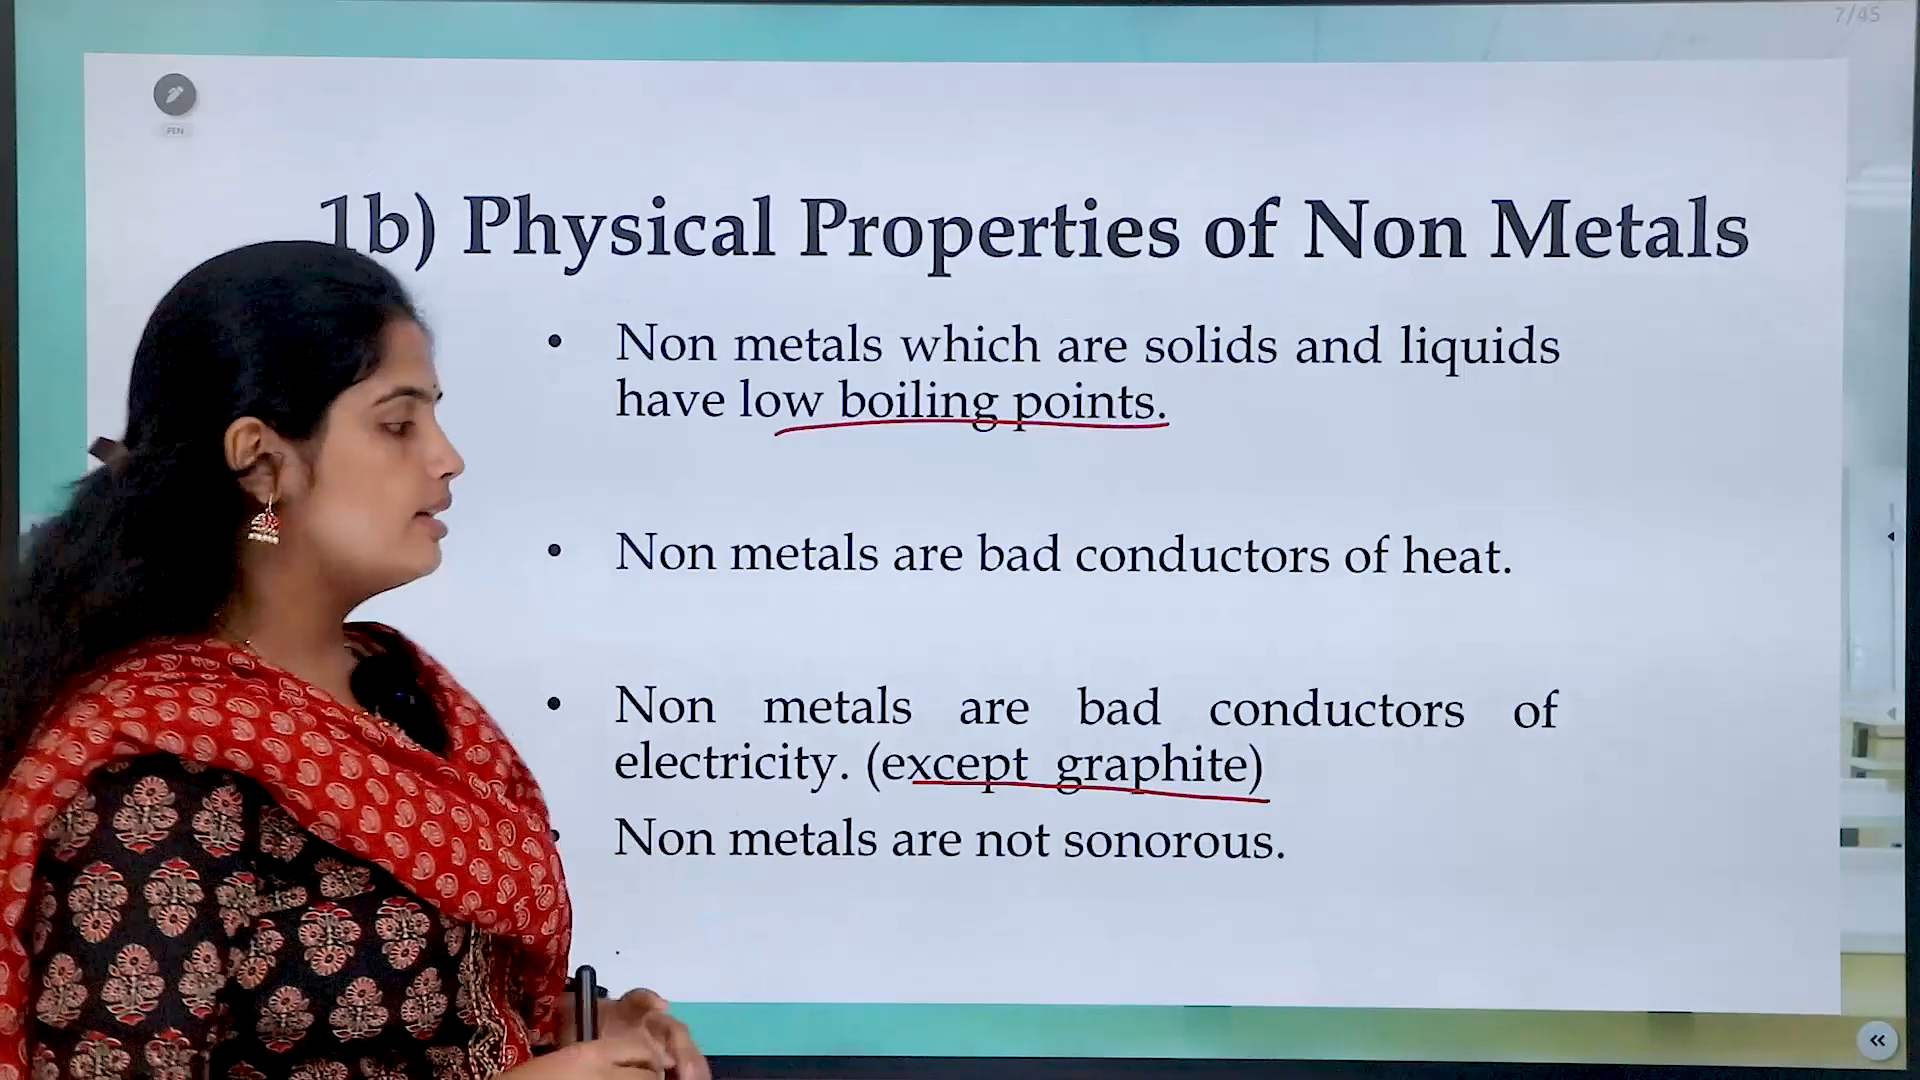 7/45
PEN
1b) Physical Properties of Non Metals
• Non metals which are solids and liquids
have low boiling points.
• Non metals are bad conductors of heat.
• Non metals are bad conductors of
electricity. (except graphite)
• Non metals are not sonorous.